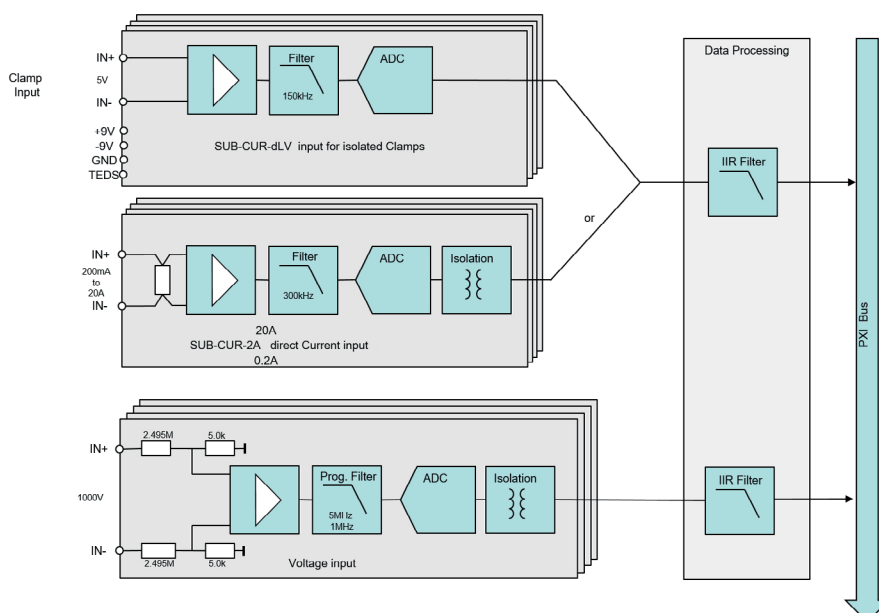 Clamp
Input
IN+
5V
IN-
+9V
-9V
GND
TEDS
Filter
150kHz
ADC
SUB-CUR-dLV input for isolated Clamps
IN+
200mA
to
20A
IN-
Filter
300kHz
ADC
Isolation
20A
SUB-CUR-2A direct Current input
0.2A
or
IN+
1000V
IN-
2.495M
5.0k
2.495M
5.0k
Prog. Filter
5MHz
1MHz
ADC
Isolation
Voltage input
Data Processing
IIR Filter
IIR Filter
PXI Bus